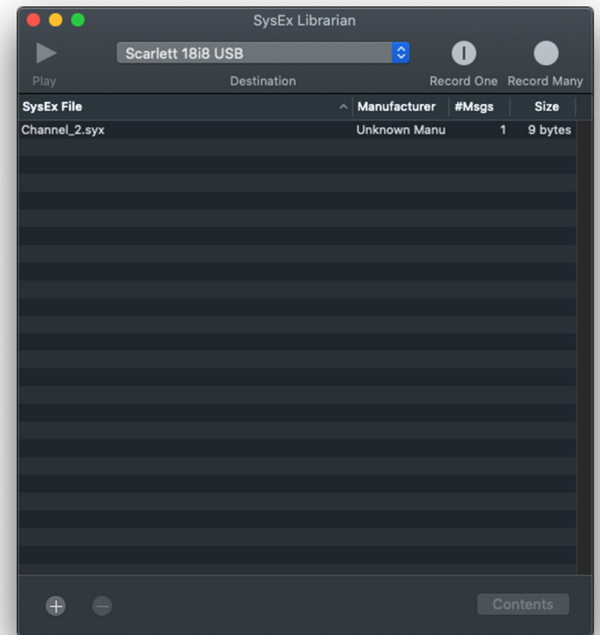 SysEx Librarian
Scarlett 18i8 USB
Play Destination Record One Record Many
SysEx File Manufacturer #Msgs Size
Channel_2.syx Unknown Manu 1 9 bytes
Contents